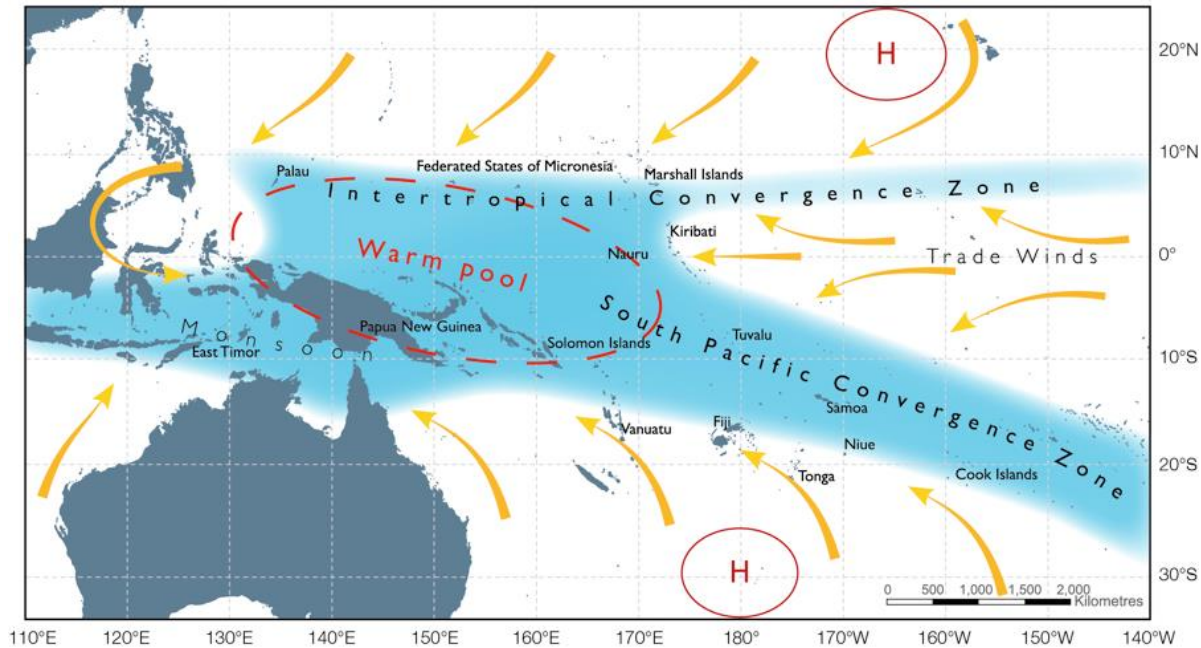 H
20°N
10°N
Palau
Federated States of Micronesia
Marshall Islands
Intertropical Convergence Zone
Kiribati
Warm pool
Nauru
Trade Winds
0°
South Pacific Convergence Zone
Monsoon
Papua New Guinea
East Timor
Solomon Islands
Tuvalu
10°S
Samoa
Vanuatu
Fiji
Niue
Tonga
Cook Islands
20°S
H
30°S
0 500 1,000 1,500 2,000
Kilometres
110°E 120°E 130°E 140°E 150°E 160°E 170°E 180° 170°W 160°W 150°W 140°W